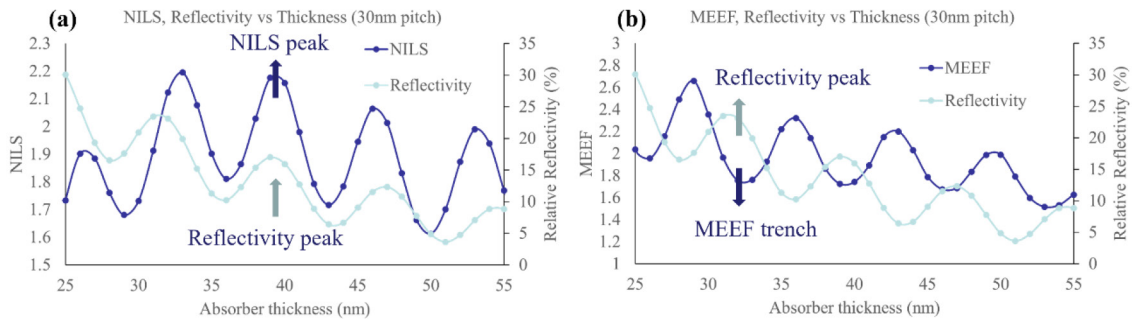 (a)
NILS, Reflectivity vs Thickness (30nm pitch)
2.3
2.2
2.1
2
1.9
1.8
1.7
1.6
1.5
NILS
NILS peak
NILS
Reflectivity
Reflectivity peak
35
30
25
20
15
10
5
0
Relative Reflectivity (%)
25 30 35 40 45 50 55
Absorber thickness (nm)
(b)
MEEF, Reflectivity vs Thickness (30nm pitch)
3
2.8
2.6
2.4
2.2
2
1.8
1.6
1.4
1.2
1
MEEF
Reflectivity peak
MEEF
Reflectivity
MEEF trench
35
30
25
20
15
10
5
0
Relative Reflectivity (%)
25 30 35 40 45 50 55
Absorber thickness (nm)